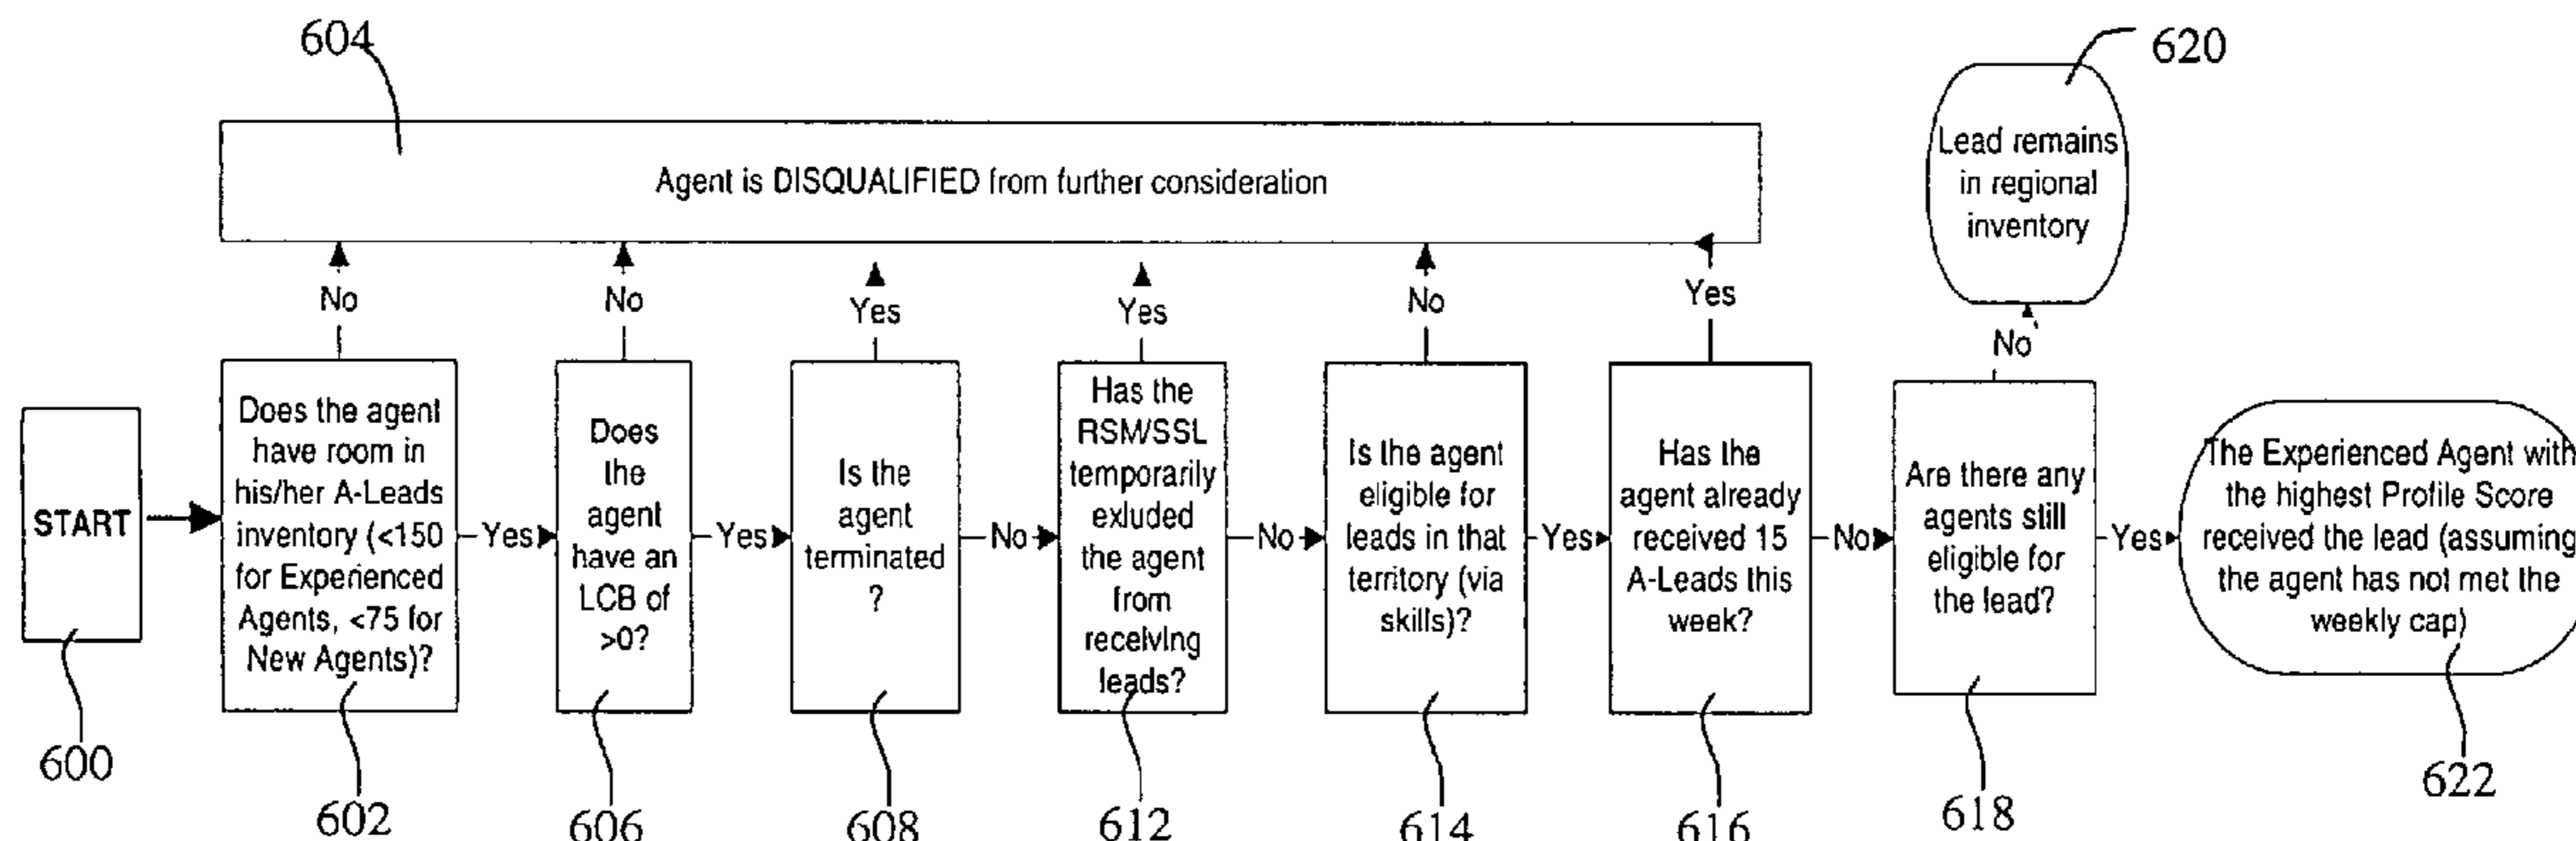 604
620
Agent is DISQUALIFIED from further consideration
Lead remains
in regional
inventory
No
No
Yes
Yes
No
Yes
No
START
Does the agent
have room in
his/her A-Leads
inventory (<150
for Experienced
Agents, <75 for
New Agents)?
Yes
Does
the
agent
have an
LCB of
>0?
Yes
Is the
agent
terminated
?
No
Has the
RSM/SSL
temporarily
exluded
the agent
from
receiving
leads?
No
Is the agent
eligible for
leads in that
territory (via
skills)?
Yes
Has the
agent already
received 15
A-Leads this
week?
No
Are there any
agents still
eligible for
the lead?
Yes
The Experienced Agent with
the highest Profile Score
received the lead (assuming
the agent has not met the
weekly cap)
600
602
606
608
612
614
616
618
622